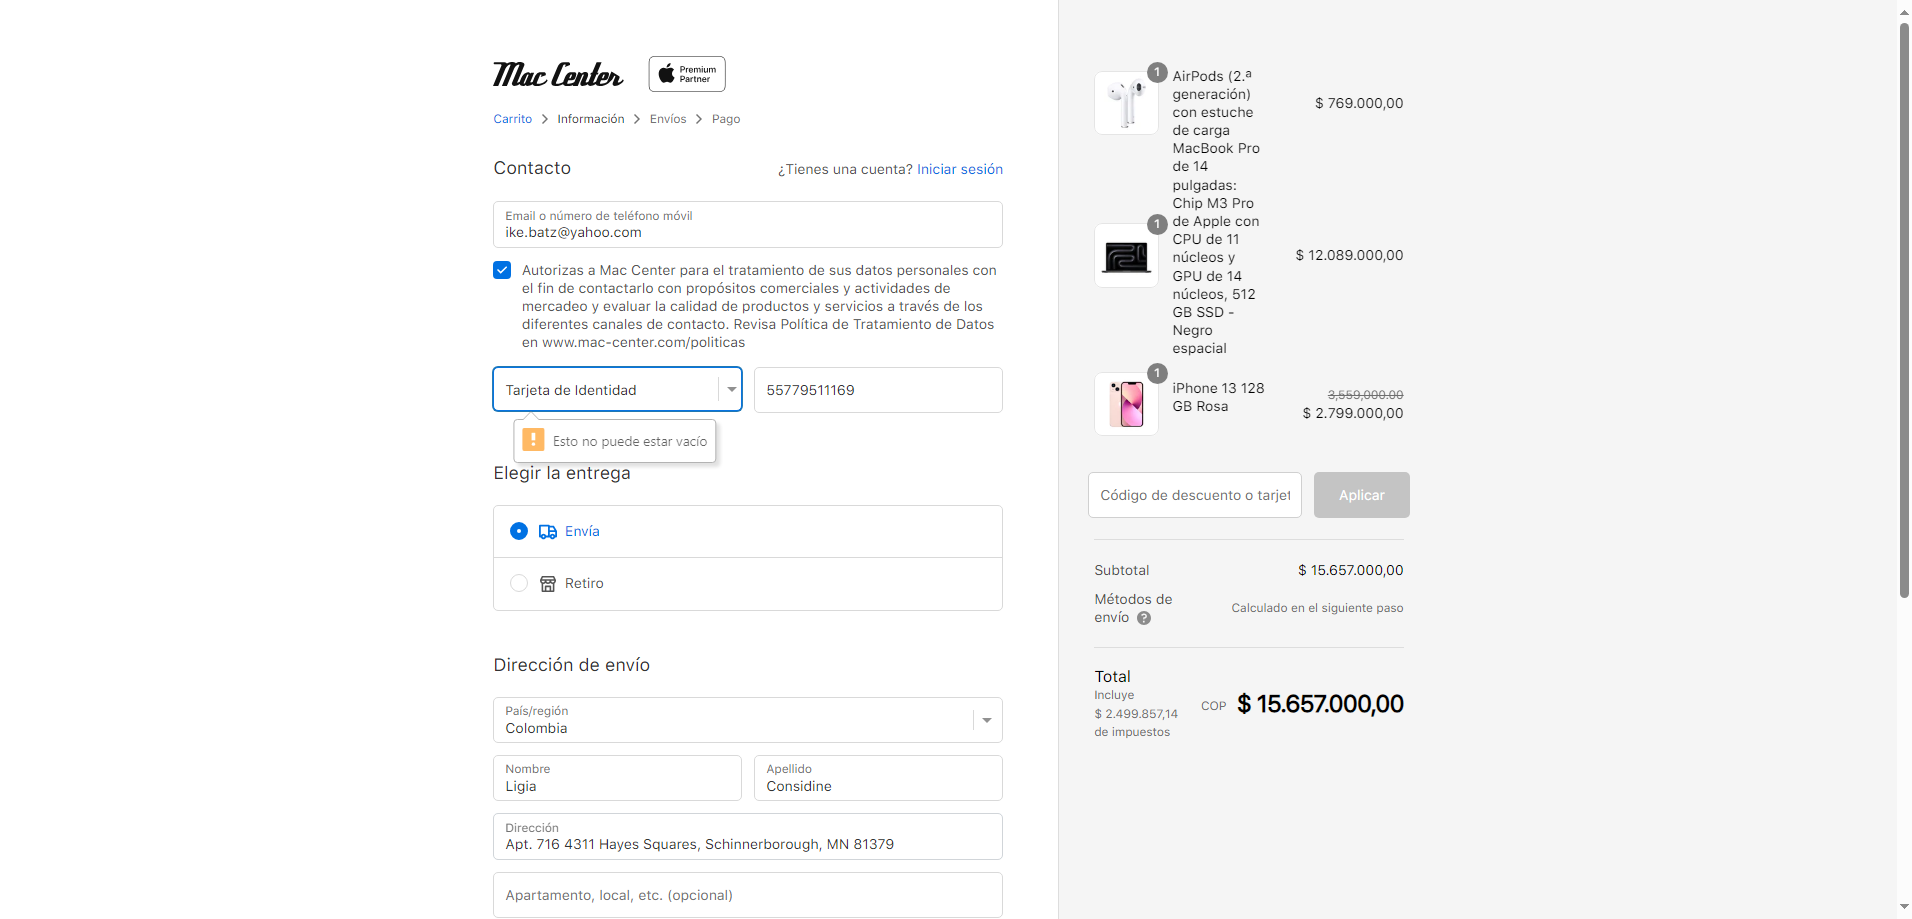 Mac Center
Premium
Partner
Carrito > Información > Envíos > Pago
Contacto
¿Tienes una cuenta? Iniciar sesión
Email o número de teléfono móvil
ike.batz@yahoo.com
Autorizas a Mac Center para el tratamiento de sus datos personales con
el fin de contactarlo con propósitos comerciales y actividades de
mercadeo y evaluar la calidad de productos y servicios a través de los
diferentes canales de contacto. Revisa Política de Tratamiento de Datos
en www.mac-center.com/politicas
Tarjeta de Identidad
55779511169
Esto no puede estar vacío
Elegir la entrega
Envía
Retiro
Dirección de envío
País/región
Colombia
Nombre
Ligia
Apellido
Considine
Dirección
Apt. 716 4311 Hayes Squares, Schinnerborough, MN 81379
Apartamento, local, etc. (opcional)
1
AirPods (2.ª
generación)
con estuche
de carga
$ 769.000,00
1
MacBook Pro
de 14
pulgadas:
Chip M3 Pro
de Apple con
CPU de 11
núcleos y
GPU de 14
núcleos, 512
GB SSD -
Negro
espacial
$ 12.089.000,00
1
iPhone 13 128
GB Rosa
3,559,000.00
$ 2.799.000,00
Código de descuento o tarjet
Aplicar
Subtotal
$ 15.657.000,00
Métodos de
envío ?
Calculado en el siguiente paso
Total
Incluye
$ 2.499.857,14
de impuestos
COP $ 15.657.000,00